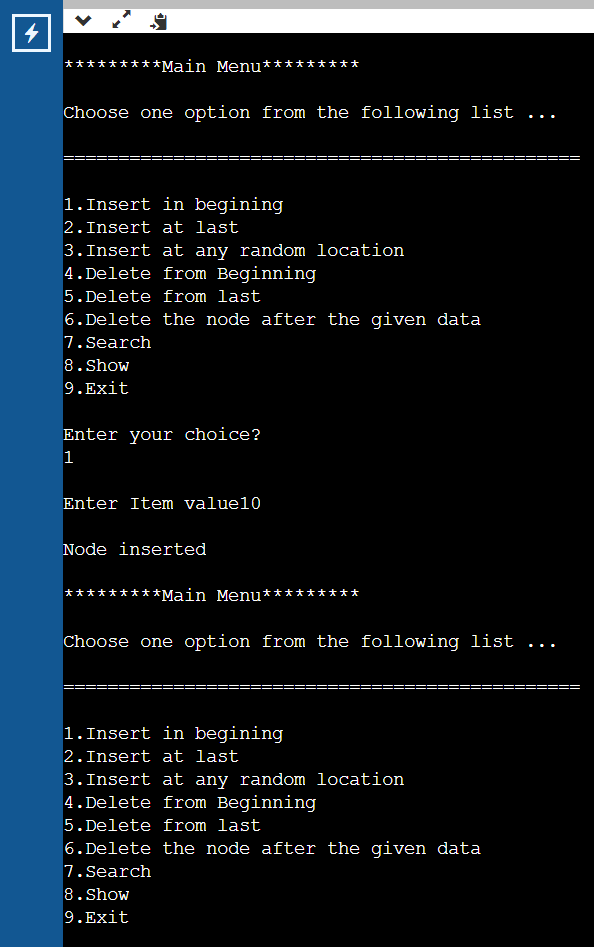 *********Main Menu*********
Choose one option from the following list ...
===============================================
1.Insert in begining
2.Insert at last
3.Insert at any random location
4.Delete from Beginning
5.Delete from last
6.Delete the node after the given data
7.Search
8.Show
9.Exit
Enter your choice?
1
Enter Item value10
Node inserted
*********Main Menu*********
Choose one option from the following list ...
===============================================
1.Insert in begining
2.Insert at last
3.Insert at any random location
4.Delete from Beginning
5.Delete from last
6.Delete the node after the given data
7.Search
8.Show
9.Exit